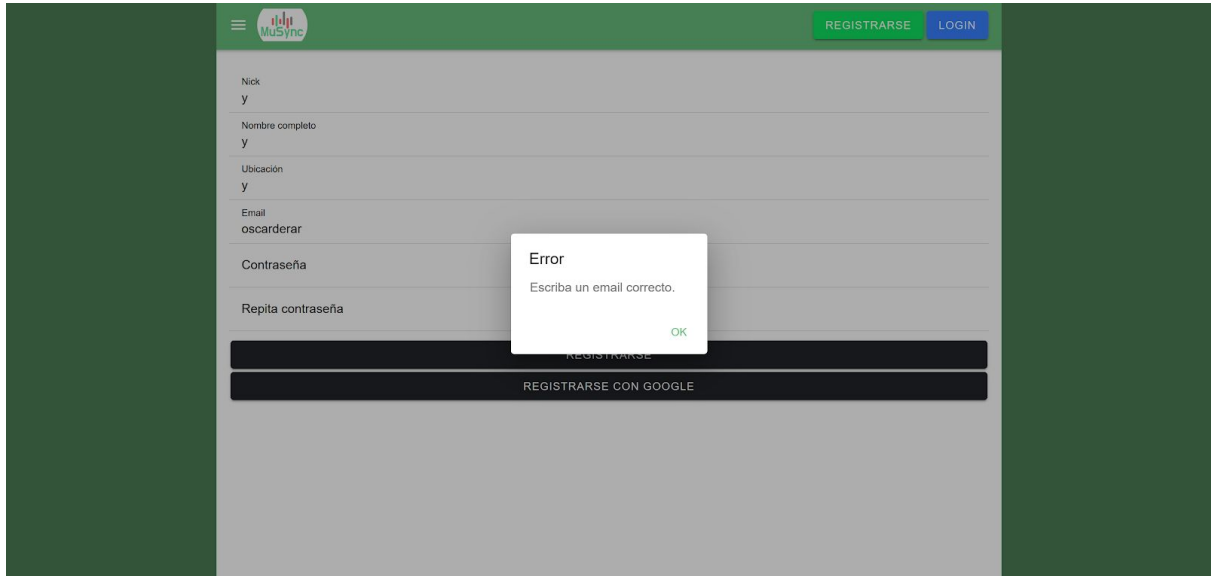 MuSync
REGISTRARSE
LOGIN
Nick
y
Nombre completo
y
Ubicación
y
Email
oscarderar
Contraseña
Repita contraseña
Error
Escriba un email correcto.
OK
REGISTRARSE
REGISTRARSE CON GOOGLE